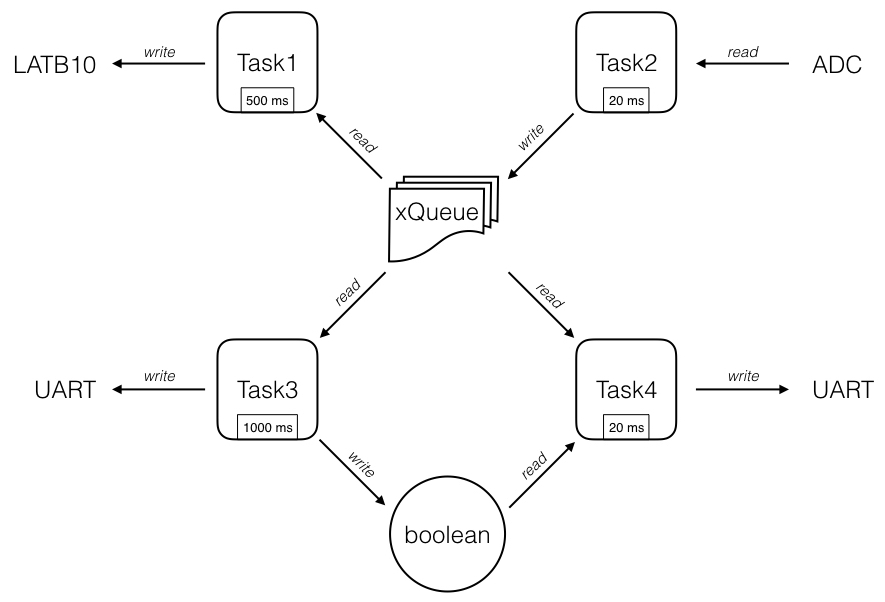 LATB10
write
Task1
500 ms
Task2
20 ms
read
ADC
read
write
xQueue
read
read
UART
write
Task3
1000 ms
Task4
20 ms
write
UART
write
read
boolean